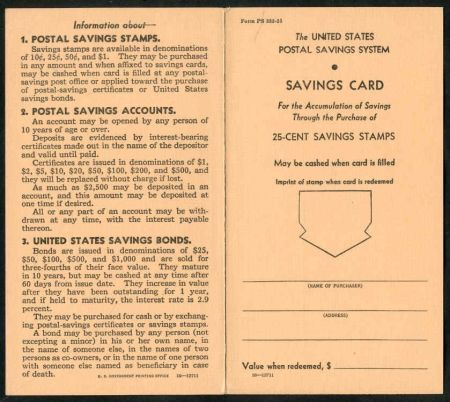 Information about—
1. POSTAL SAVINGS STAMPS.
Savings stamps are available in denominations
of 10¢, 25¢, 50¢, and $1. They may be purchased
in any amount and when affixed to savings cards,
may be cashed when card is filled at any postal-
savings post office or applied toward the purchase
of postal-savings certificates or United States
savings bonds.
2. POSTAL SAVINGS ACCOUNTS.
An account may be opened by any person of
10 years of age or over.
Deposits are evidenced by interest-bearing
certificates made out in the name of the depositor
and valid until paid.
Certificates are issued in denominations of $1,
$2, $5, $10, $20, $50, $100, $200, and $500, and
they will be replaced without charge if lost.
As much as $2,500 may be deposited in an
account, and this amount may be deposited at
one time if desired.
All or any part of an account may be with-
drawn at any time, with the interest payable
thereon.
3. UNITED STATES SAVINGS BONDS.
Bonds are issued in denominations of $25,
$50, $100, $500, and $1,000 and are sold for
three-fourths of their face value. They mature
in 10 years, but may be cashed at any time after
60 days from issue date. They increase in value
after they have been outstanding for 1 year,
and if held to maturity, the interest rate is 2.9
percent.
They may be purchased for cash or by exchang-
ing postal-savings certificates or savings stamps.
A bond may be purchased by any person (not
excepting a minor) in his or her own name, in
the name of someone else, in the names of two
persons as co-owners, or in the name of one person
with someone else named as beneficiary in case
of death.
U. S. GOVERNMENT PRINTING OFFICE 16—12711
Form PS 333-25
The UNITED STATES
POSTAL SAVINGS SYSTEM
SAVINGS CARD
For the Accumulation of Savings
Through the Purchase of
25-CENT SAVINGS STAMPS
May be cashed when card is filled
Imprint of stamp when card is redeemed
(NAME OF PURCHASER)
(ADDRESS)
Value when redeemed, $
16—12711